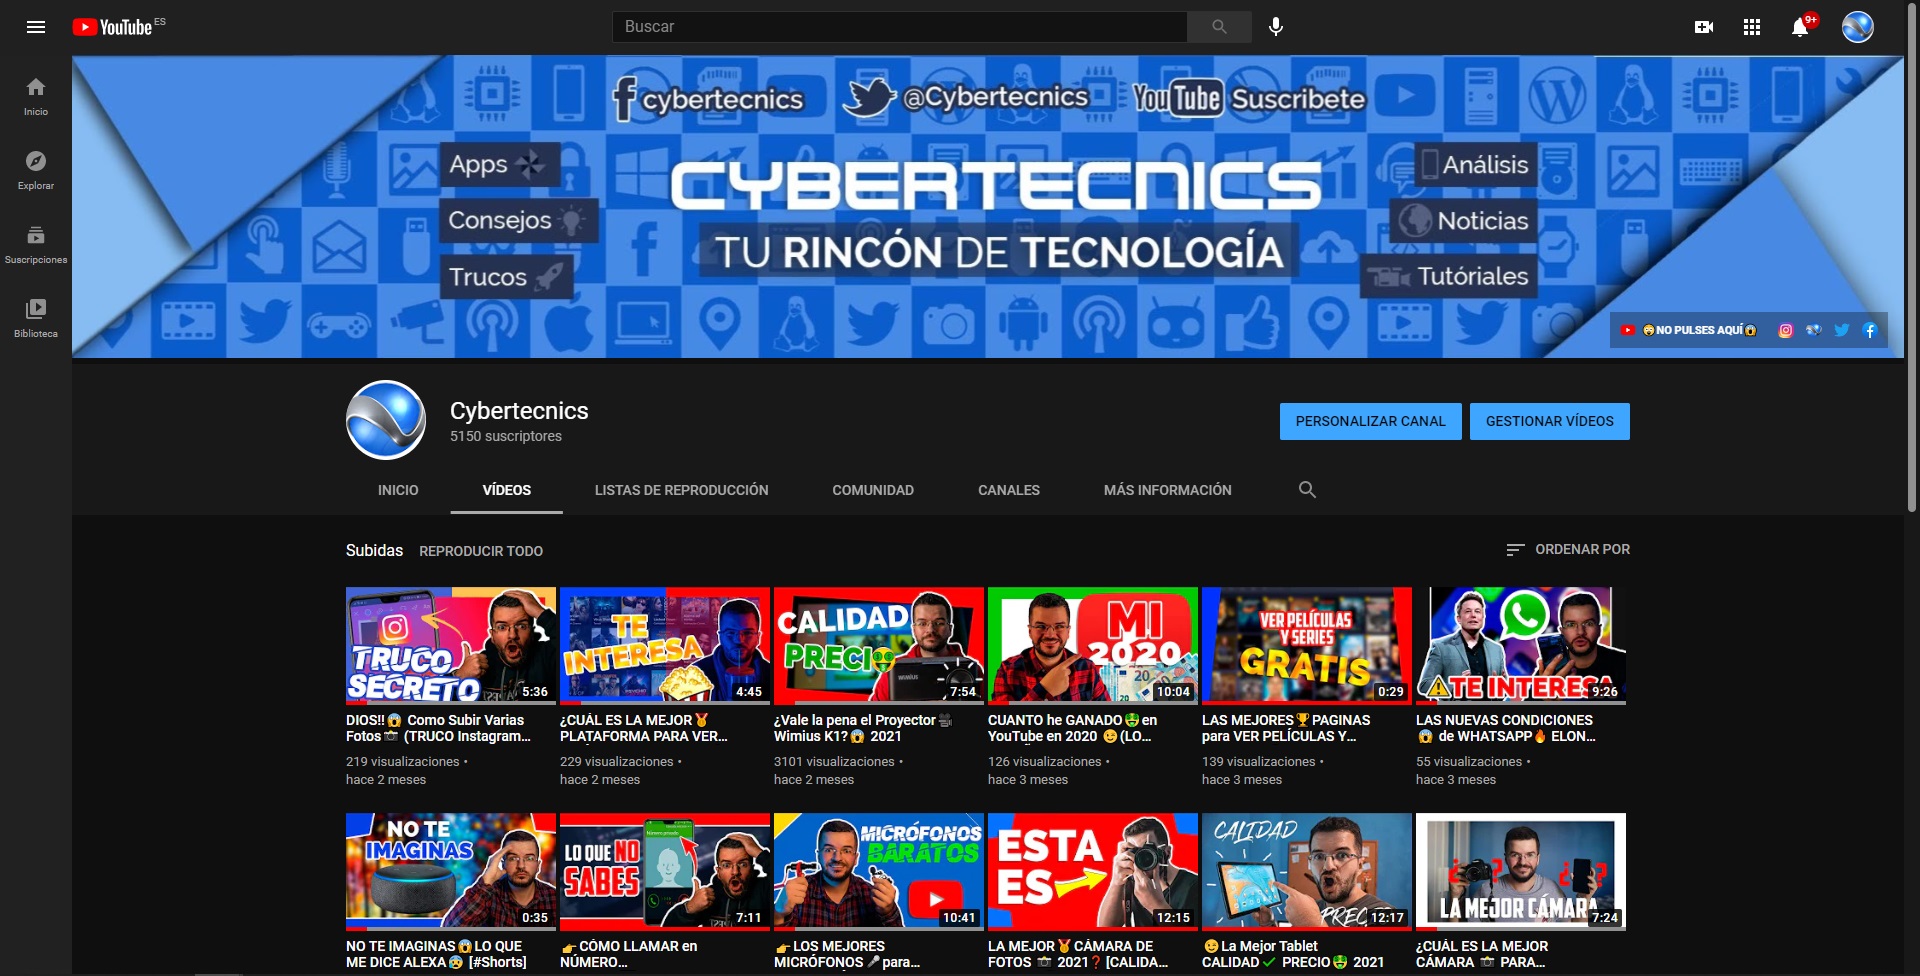 YouTube ES
Buscar
9+
Inicio
Explorar
Suscripciones
Biblioteca
cybertecnics
@Cybertecnics
YouTube Suscribete
Apps
Consejos
Trucos
CYBERTECNICS
TU RINCÓN DE TECNOLOGÍA
Análisis
Noticias
Tutóriales
😱NO PULSES AQUÍ😱
Cybertecnics
5150 suscriptores
PERSONALIZAR CANAL
GESTIONAR VÍDEOS
INICIO
VÍDEOS
LISTAS DE REPRODUCCIÓN
COMUNIDAD
CANALES
MÁS INFORMACIÓN
Subidas
REPRODUCIR TODO
ORDENAR POR
TRUCO
SECRETO
5:36
DIOS!!😱 Como Subir Varias
Fotos📸 (TRUCO Instagram...
219 visualizaciones •
hace 2 meses
TE
INTERESA
4:45
¿CUÁL ES LA MEJOR🏅
PLATAFORMA PARA VER...
229 visualizaciones •
hace 2 meses
CALIDAD
PRECIO
WiMiUS
7:54
¿Vale la pena el Proyector🎥
Wimius K1?😱 2021
3101 visualizaciones •
hace 2 meses
MI
2020
20
10:04
CUANTO he GANADO🤑en
YouTube en 2020 😉(LO...
126 visualizaciones •
hace 3 meses
VER PELÍCULAS
Y SERIES
GRATIS
0:29
LAS MEJORES🏆PAGINAS
para VER PELÍCULAS Y...
139 visualizaciones •
hace 3 meses
⚠TE INTERESA
9:26
LAS NUEVAS CONDICIONES
😱 de WHATSAPP🔥 ELON...
55 visualizaciones •
hace 3 meses
NO TE
IMAGINAS
0:35
NO TE IMAGINAS😱LO QUE
ME DICE ALEXA😰 [#Shorts]
LO QUE NO
SABES
7:11
👉CÓMO LLAMAR en
NÚMERO...
MICRÓFONOS
BARATOS
10:41
👉LOS MEJORES
MICRÓFONOS🎤para...
ESTA
ES
12:15
LA MEJOR🏅CÁMARA DE
FOTOS 📸 2021❓ [CALIDA...
CALIDAD
PRECIO
12:17
😉La Mejor Tablet
CALIDAD✔ PRECIO🤑 2021
¿?
¿?
LA MEJOR CÁMARA
7:24
¿CUÁL ES LA MEJOR
CÁMARA 📸 PARA...